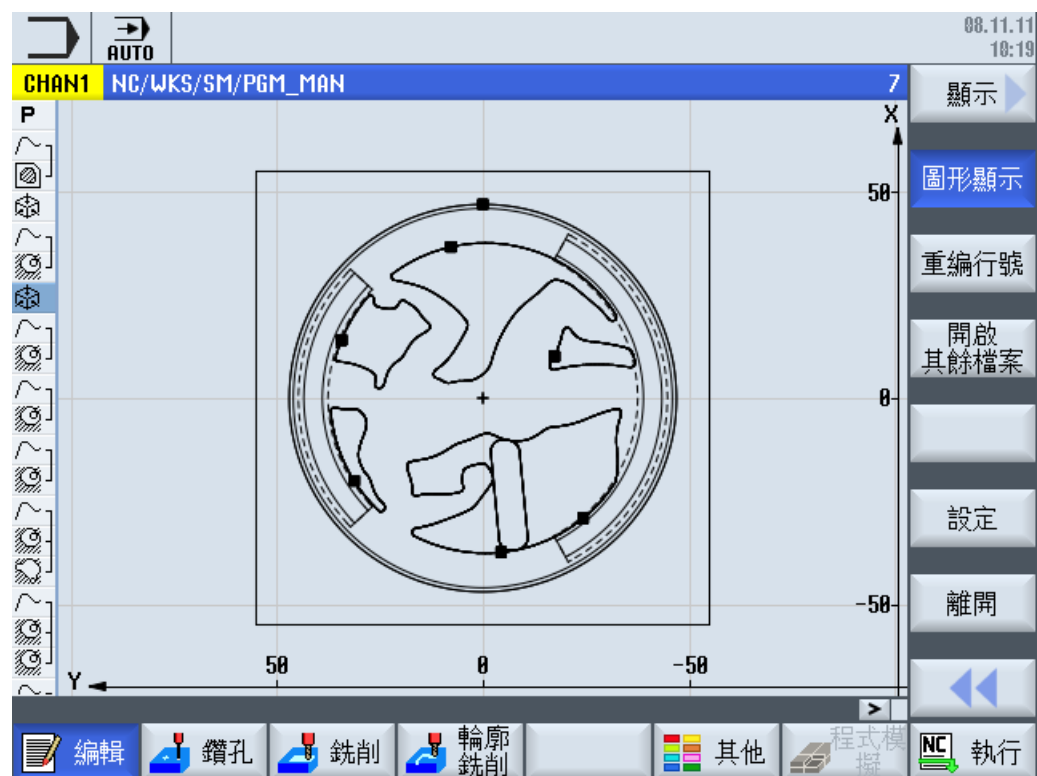 08.11.11
AUTO
10:19
CHAN1 NC/WKS/SM/PGM_MAN 7
顯示
P
X
圖形顯示
50
重編行號
開啟
其餘檔案
0
設定
-50
離開
50 0 -50
Y
>
編輯
鑽孔
銑削
輪廓
銑削
其他
程式模
擬
NC 執行